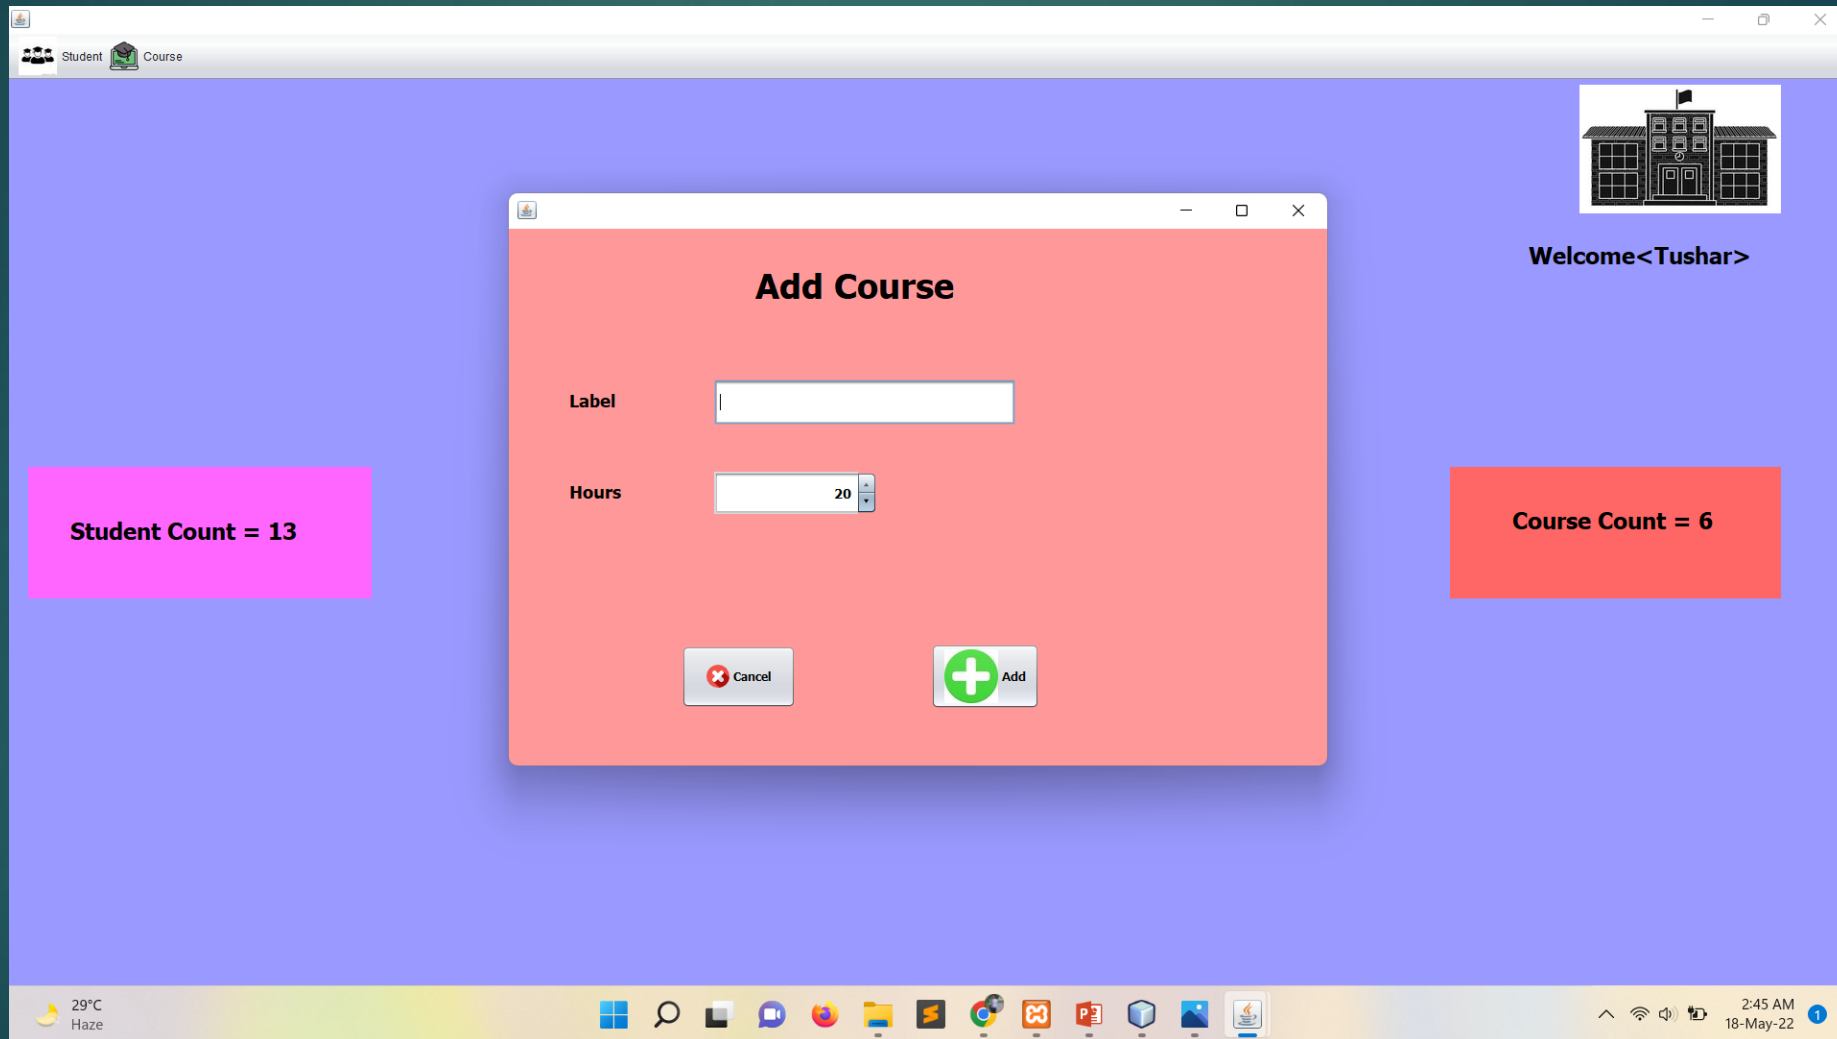 Student Course
Welcome<Tushar>
Add Course
Label
Hours 20
Student Count = 13
Course Count = 6
Cancel Add
29°C
Haze
2:45 AM
18-May-22
1